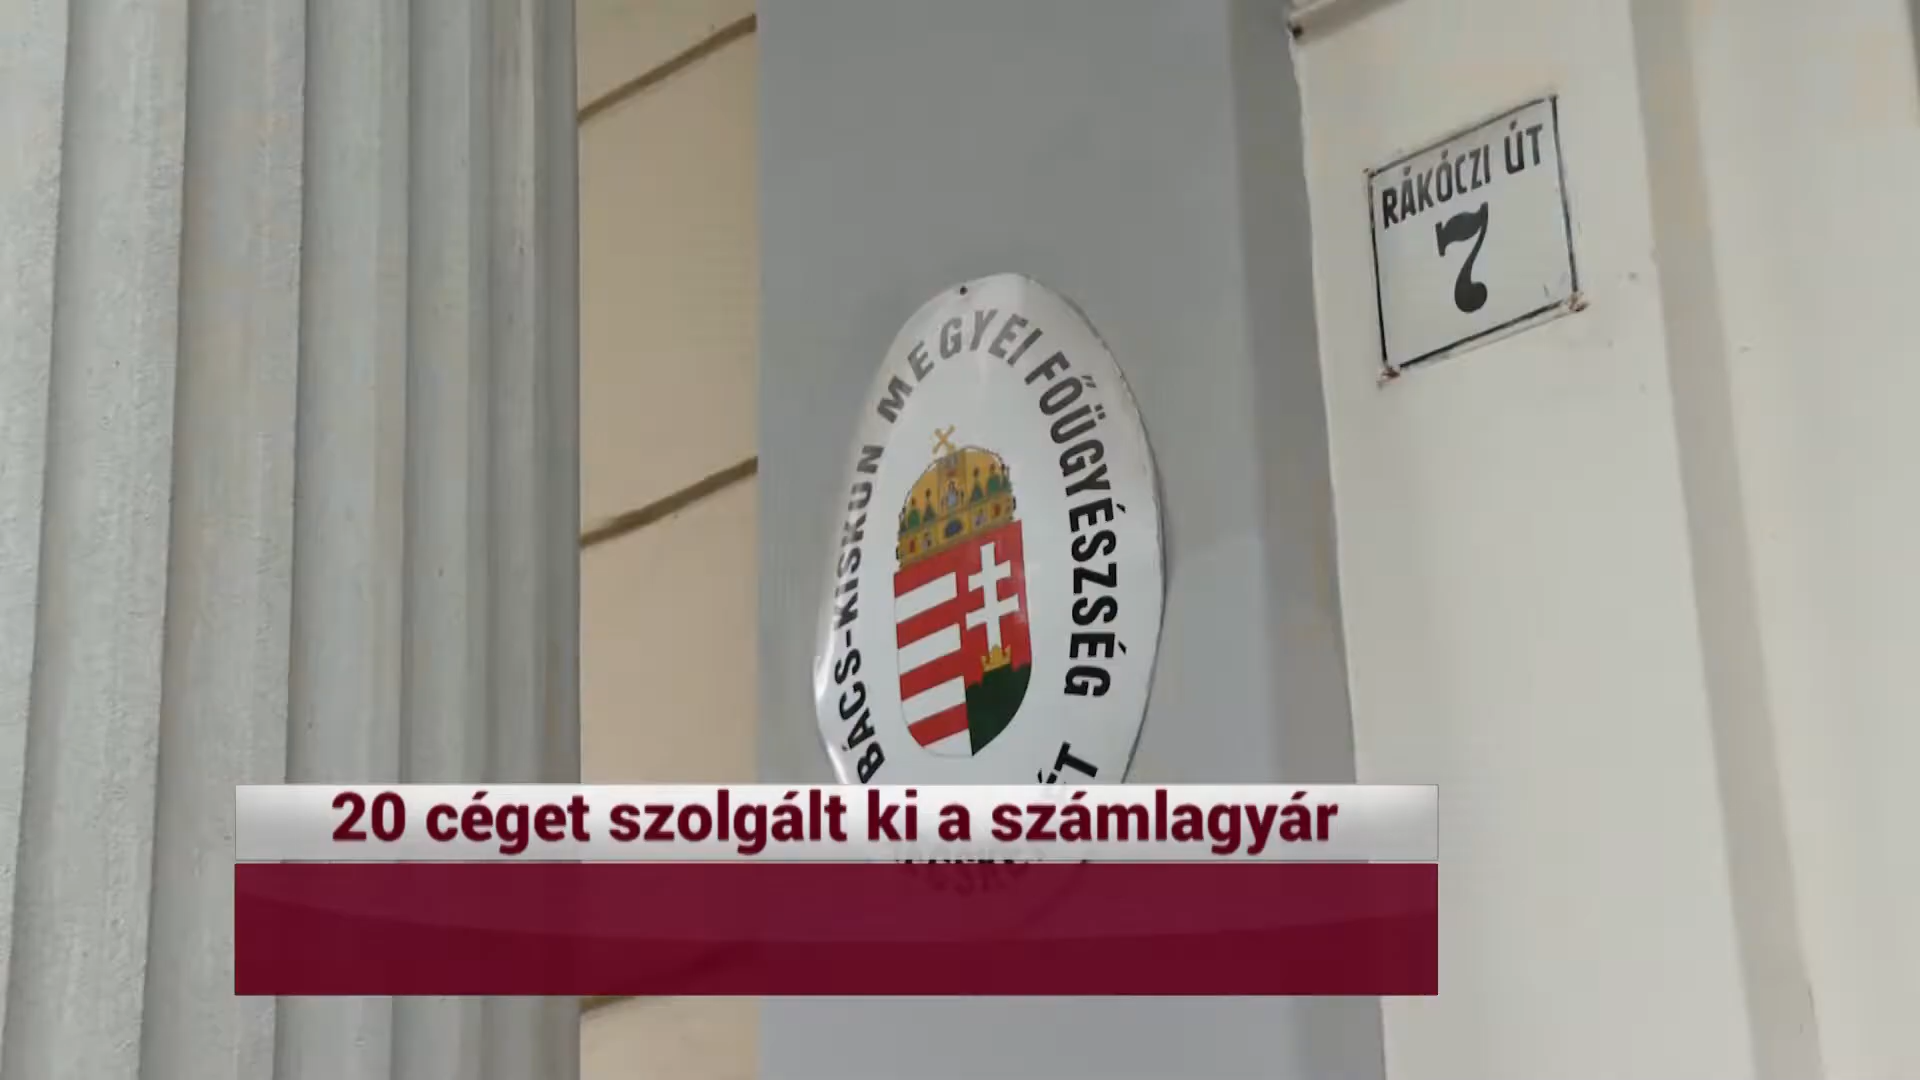 RÁKÓCZI ÚT
7
BÁCS-KISKUN MEGYEI FŐÜGYÉSZSÉG
20 céget szolgált ki a számlagyár